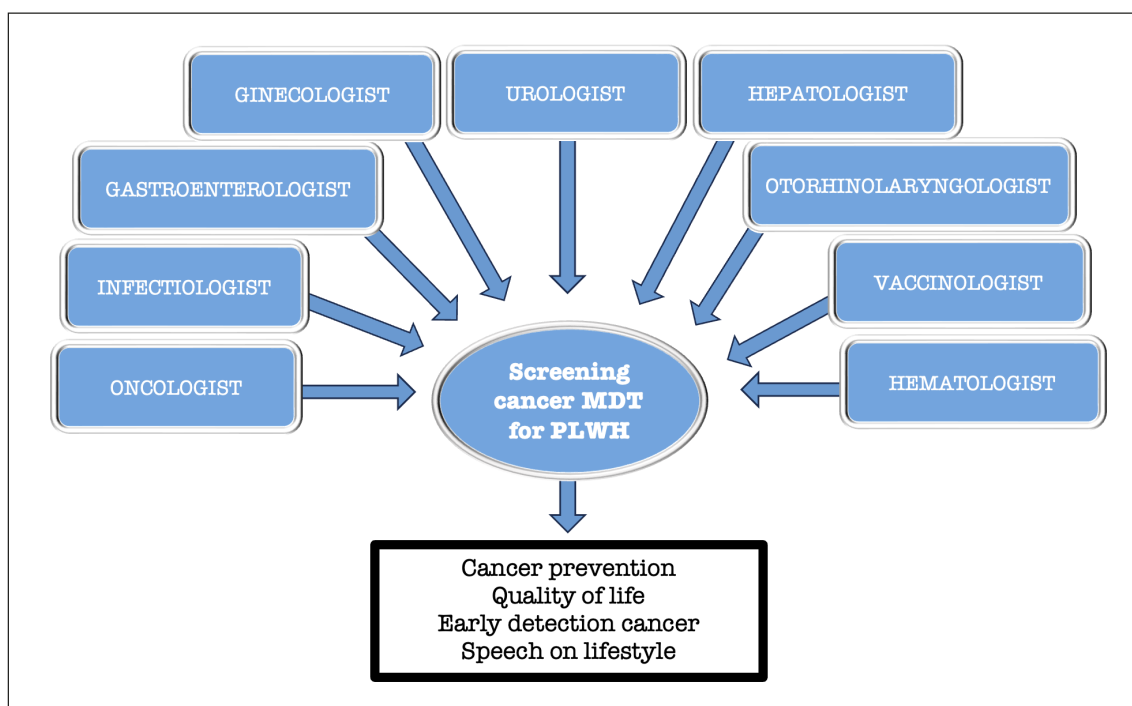 GINECOLOGIST
UROLOGIST
HEPATOLOGIST
GASTROENTEROLOGIST
OTORHINOLARYNGOLOGIST
INFECTIOLOGIST
VACCINOLOGIST
ONCOLOGIST
HEMATOLOGIST
Screening
cancer MDT
for PLWH
Cancer prevention
Quality of life
Early detection cancer
Speech on lifestyle